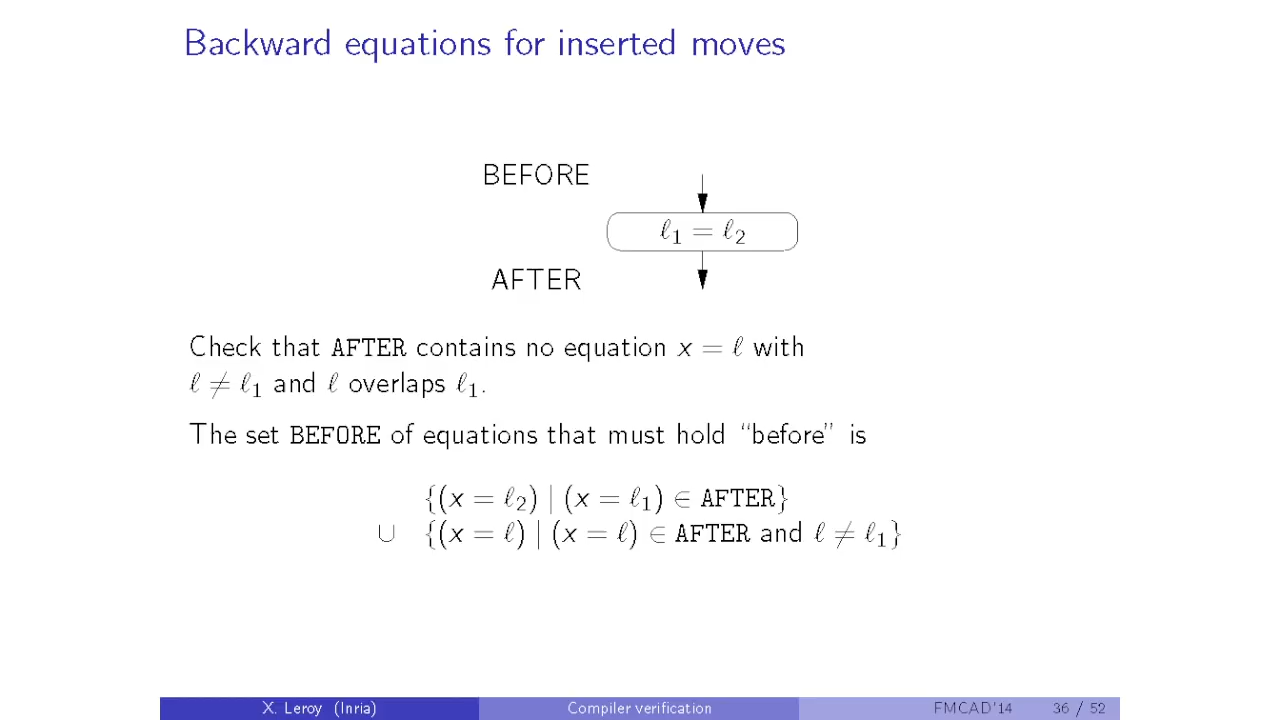 Backward equations for inserted moves
BEFORE
ℓ₁ = ℓ₂
AFTER
Check that AFTER contains no equation x = ℓ with
ℓ ≠ ℓ₁ and ℓ overlaps ℓ₁.
The set BEFORE of equations that must hold “before” is
{(x = ℓ₂) | (x = ℓ₁) ∈ AFTER}
∪ {(x = ℓ) | (x = ℓ) ∈ AFTER and ℓ ≠ ℓ₁}
X. Leroy (Inria) Compiler verification FMCAD'14 36 / 52